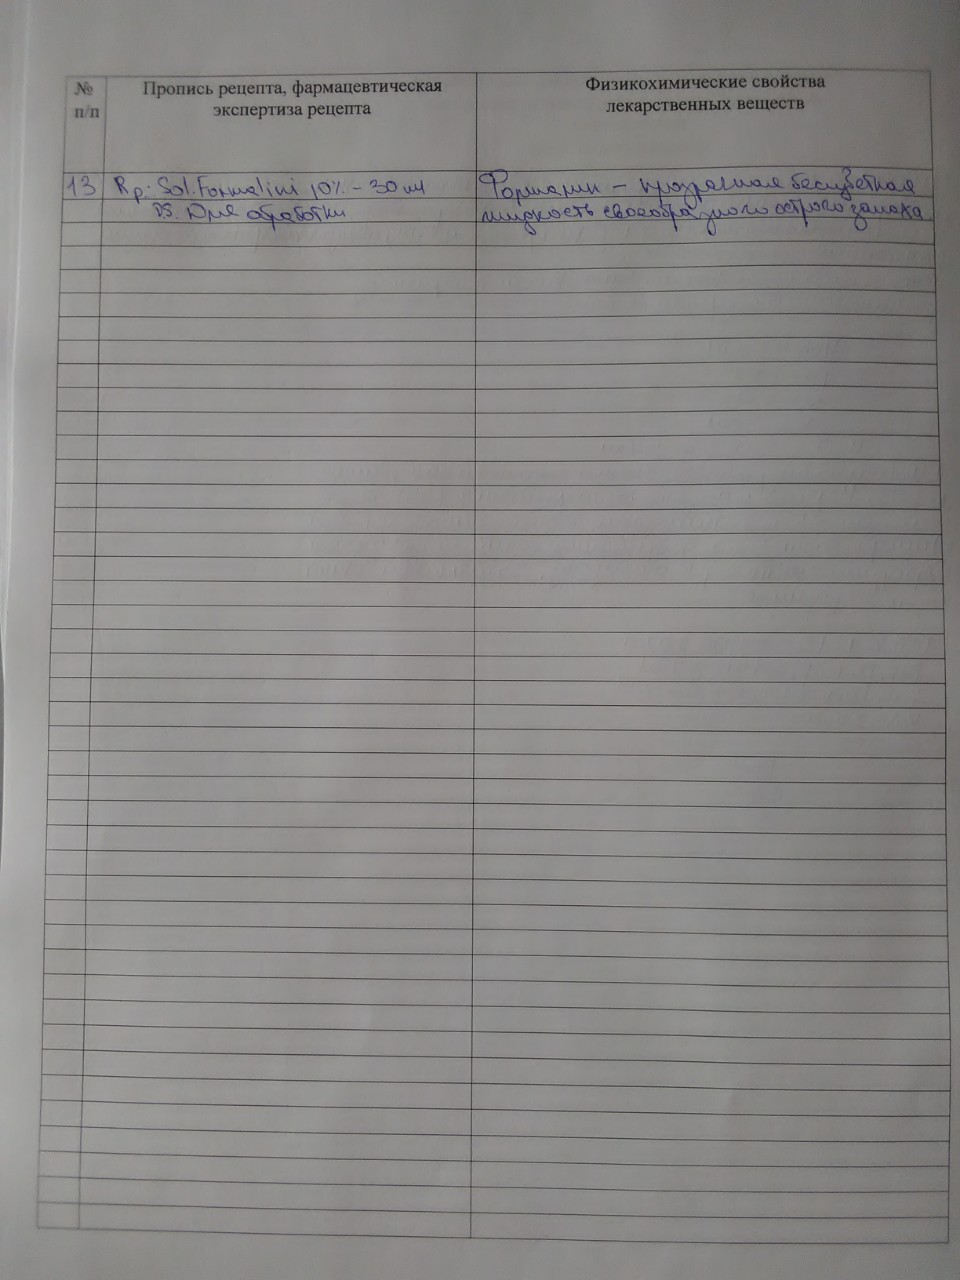 №
п/п
Пропись рецепта, фармацевтическая
экспертиза рецепта
Физикохимические свойства
лекарственных веществ
13
Rp.: Sol. Formalini 10% - 30 ml
DS. Для обработки
Формалин – прозрачная бесцветная
жидкость своеобразного острого запаха